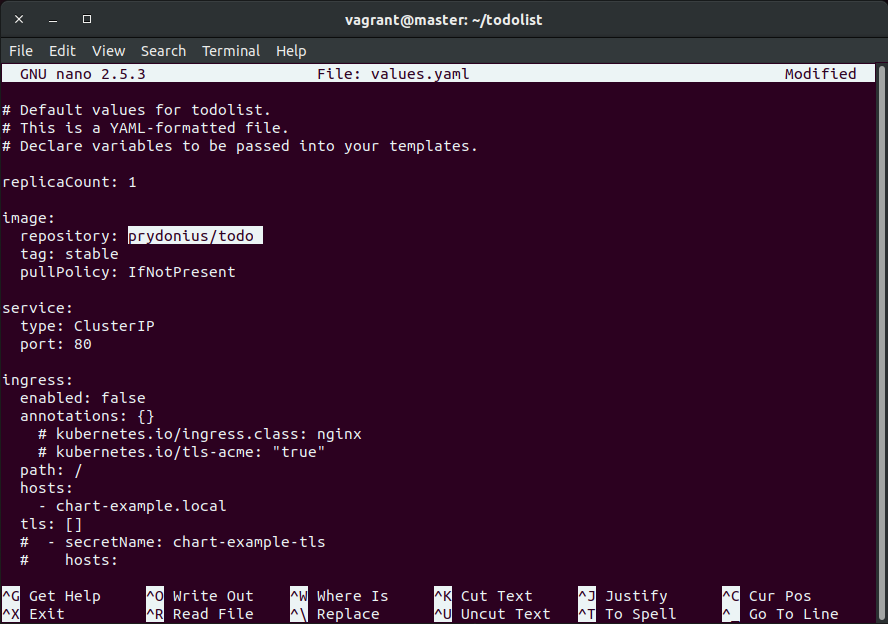 vagrant@master: ~/todolist
File Edit View Search Terminal Help
GNU nano 2.5.3 File: values.yaml Modified
# Default values for todolist.
# This is a YAML-formatted file.
# Declare variables to be passed into your templates.
replicaCount: 1
image:
  repository: prydonius/todo
  tag: stable
  pullPolicy: IfNotPresent
service:
  type: ClusterIP
  port: 80
ingress:
  enabled: false
  annotations: {}
    # kubernetes.io/ingress.class: nginx
    # kubernetes.io/tls-acme: "true"
  path: /
  hosts:
    - chart-example.local
  tls: []
  #  - secretName: chart-example-tls
  #    hosts:
^G Get Help ^O Write Out ^W Where Is ^K Cut Text ^J Justify ^C Cur Pos
^X Exit ^R Read File ^\ Replace ^U Uncut Text ^T To Spell ^_ Go To Line